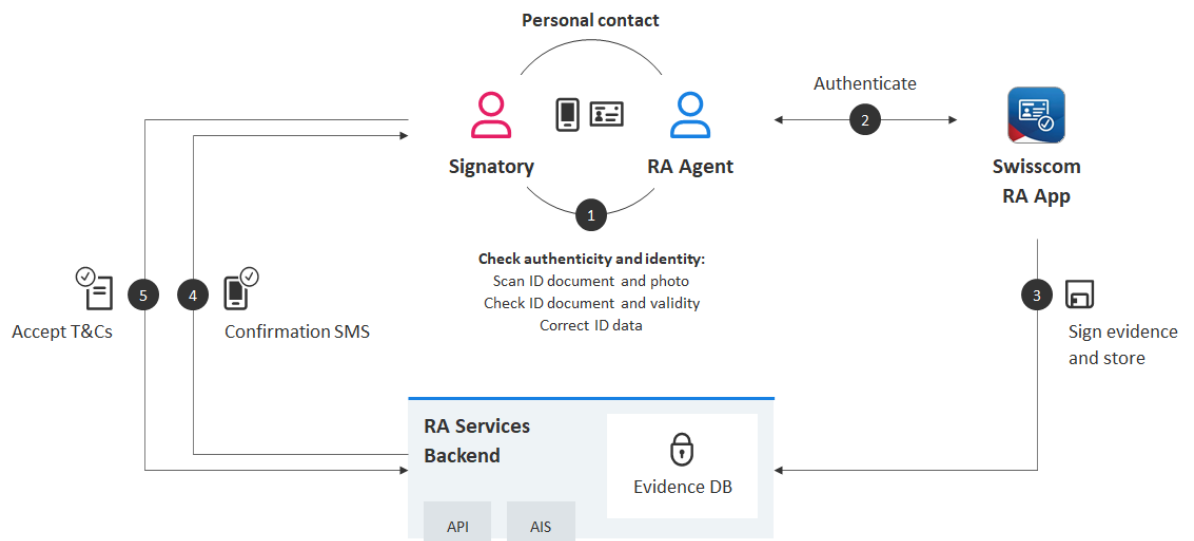 Personal contact
Signatory
RA Agent
Authenticate
2
Swisscom
RA App
1
Check authenticity and identity:
Scan ID document and photo
Check ID document and validity
Correct ID data
5
Accept T&Cs
4
Confirmation SMS
3
Sign evidence
and store
RA Services
Backend
Evidence DB
API
AIS